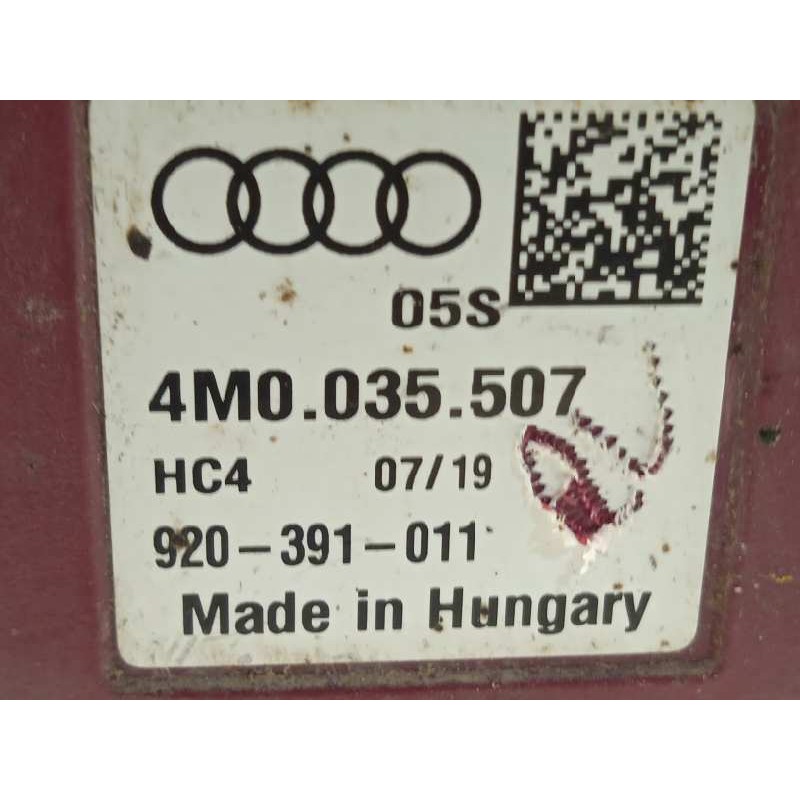 05S
4M0.035.507
HC4 07/19
920-391-011
Made in Hungary